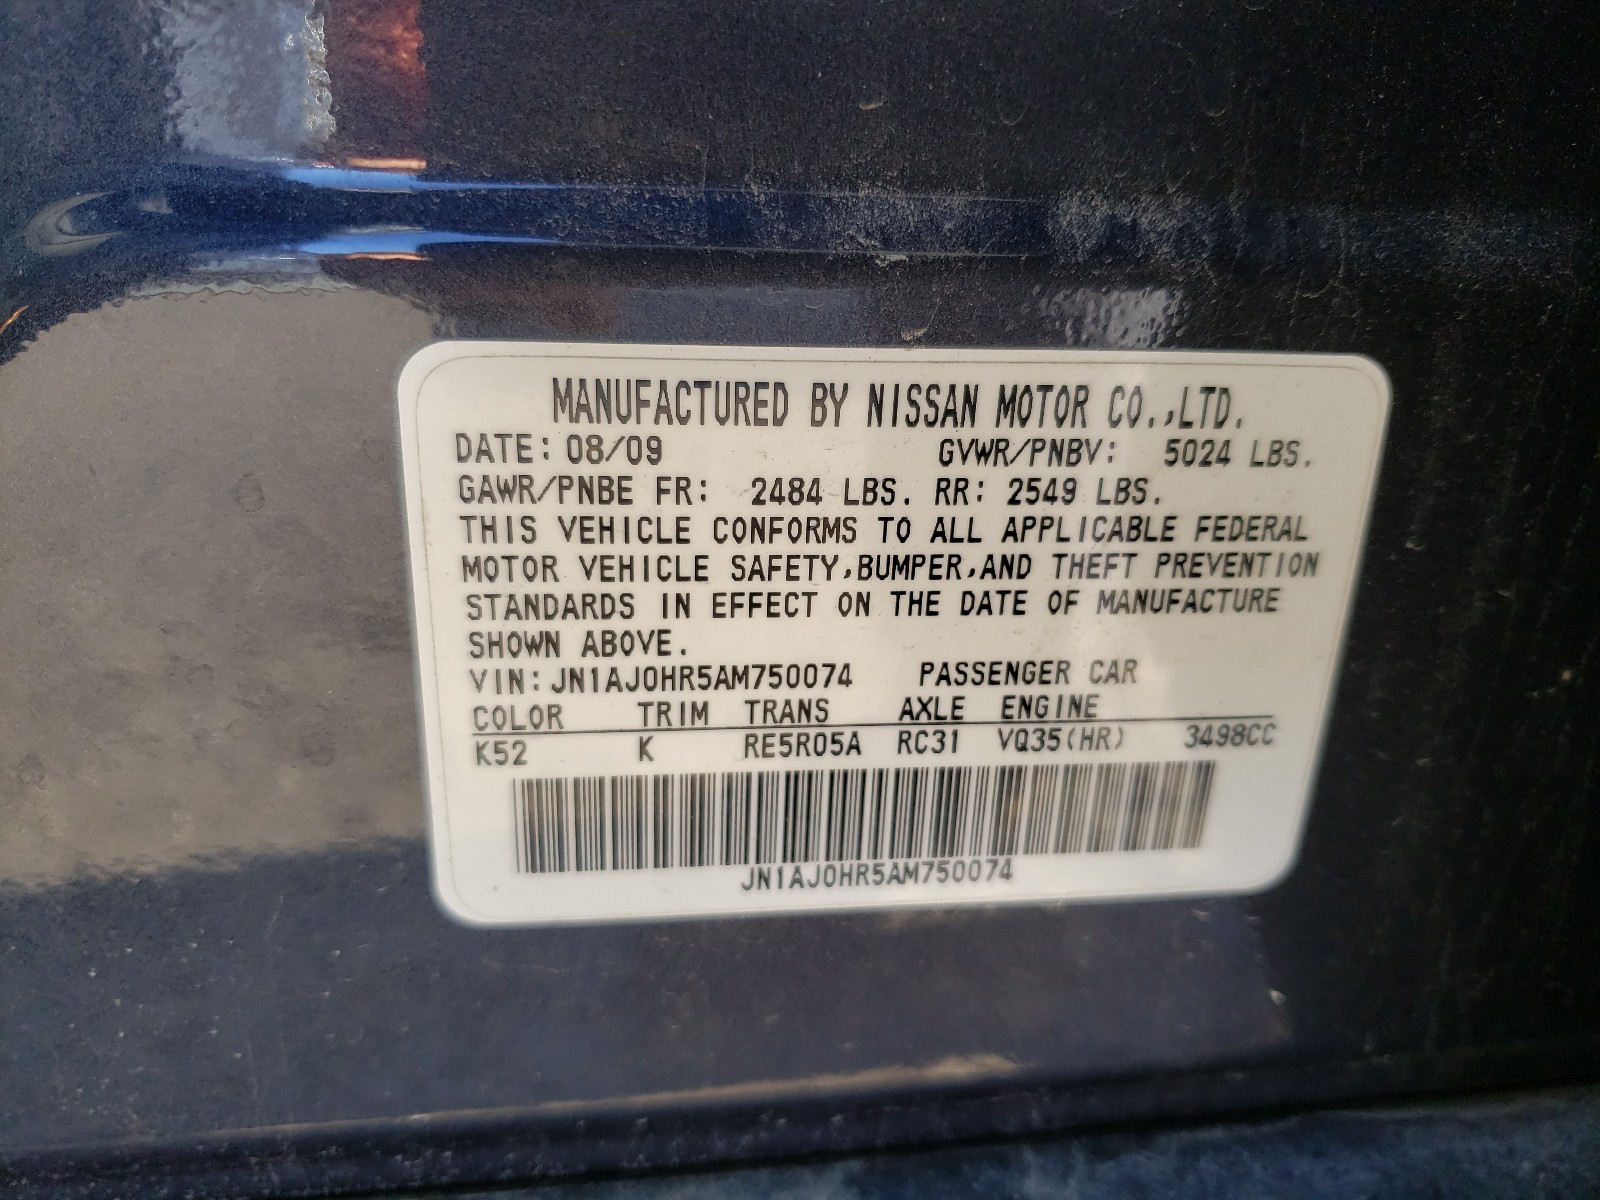 MANUFACTURED BY NISSAN MOTOR CO.,LTD.
DATE: 08/09 GVWR/PNBV: 5024 LBS.
GAWR/PNBE FR: 2484 LBS. RR: 2549 LBS.
THIS VEHICLE CONFORMS TO ALL APPLICABLE FEDERAL
MOTOR VEHICLE SAFETY,BUMPER,AND THEFT PREVENTION
STANDARDS IN EFFECT ON THE DATE OF MANUFACTURE
SHOWN ABOVE.
VIN: JN1AJ0HR5AM750074 PASSENGER CAR
COLOR TRIM TRANS AXLE ENGINE
K52 K RE5R05A RC31 VQ35(HR) 3498CC
JN1AJ0HR5AM750074